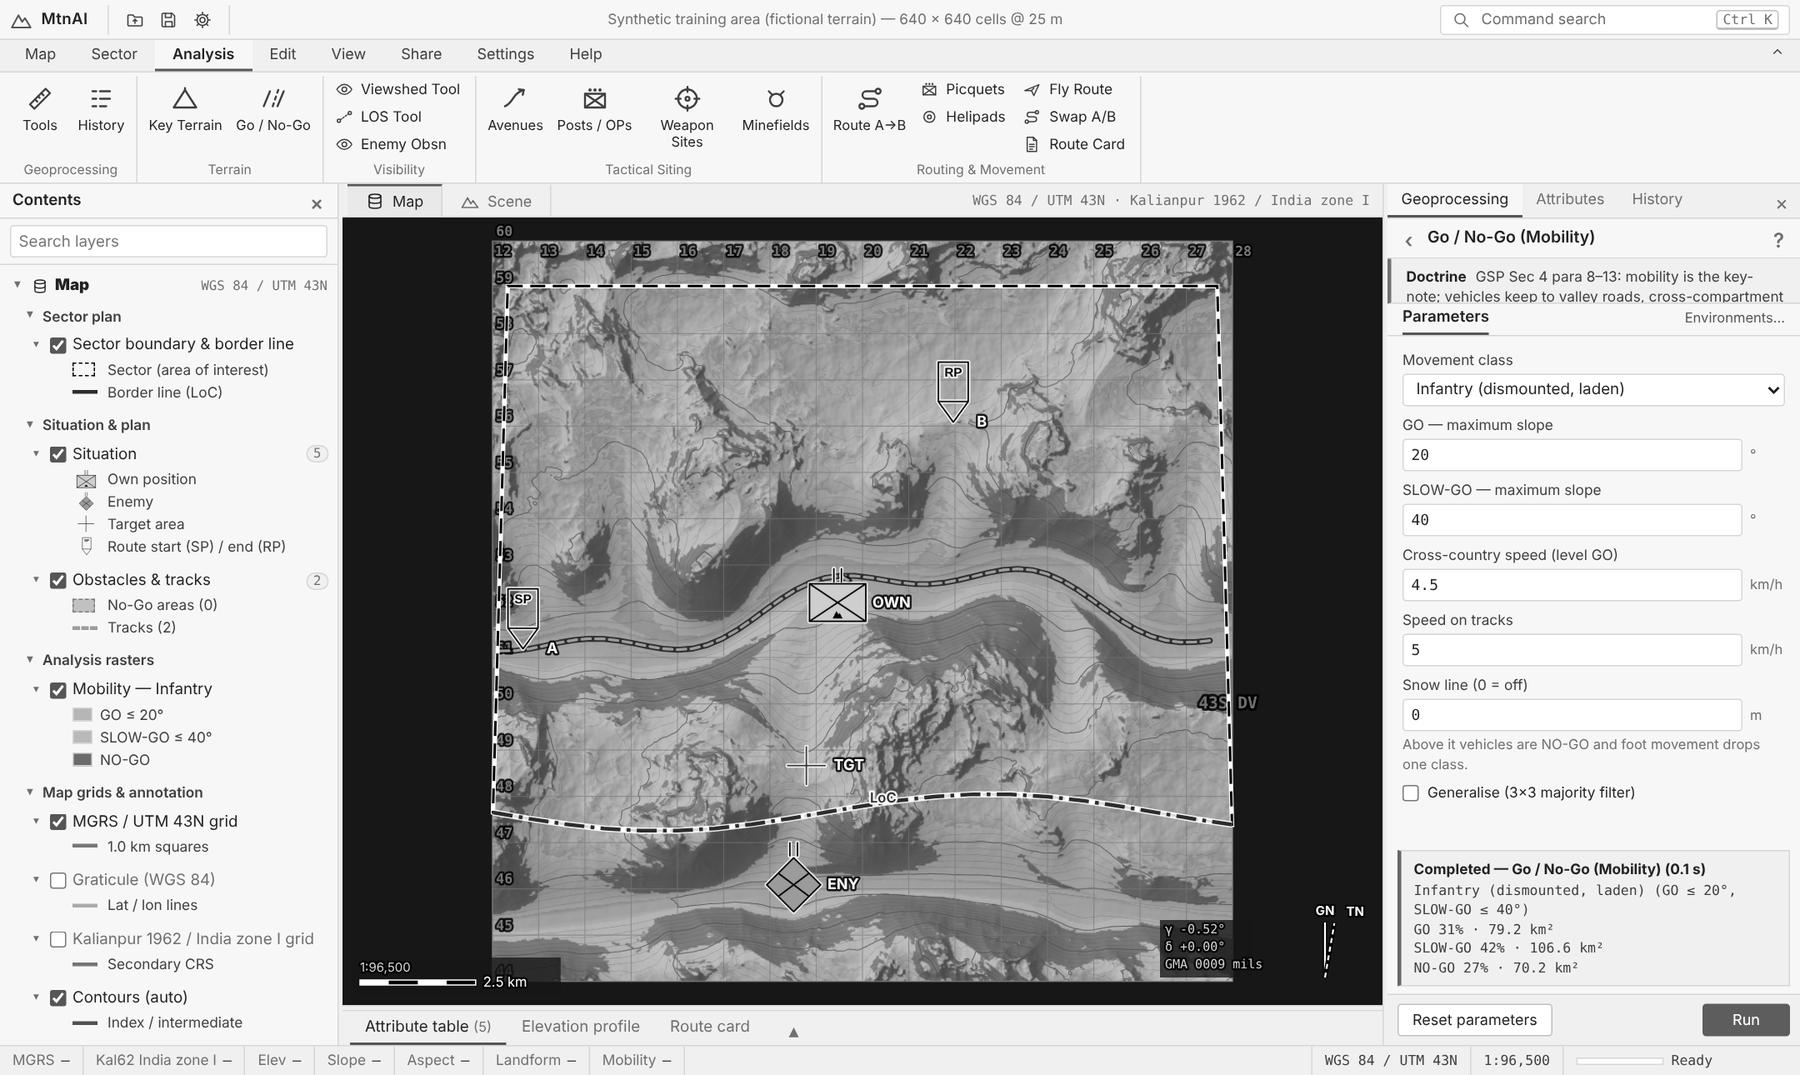 MtnAI
Synthetic training area (fictional terrain) — 640 × 640 cells @ 25 m
Command search
Ctrl K
Map
Sector
Analysis
Edit
View
Share
Settings
Help
Tools
History
Geoprocessing
Key Terrain
Go / No-Go
Terrain
Viewshed Tool
LOS Tool
Enemy Obsn
Visibility
Avenues
Posts / OPs
Weapon
Sites
Minefields
Tactical Siting
Route A→B
Picquets
Helipads
Fly Route
Swap A/B
Route Card
Routing & Movement
Contents
Search layers
Map
WGS 84 / UTM 43N
Sector plan
Sector boundary & border line
Sector (area of interest)
Border line (LoC)
Situation & plan
Situation
5
Own position
Enemy
Target area
Route start (SP) / end (RP)
Obstacles & tracks
2
No-Go areas (0)
Tracks (2)
Analysis rasters
Mobility — Infantry
GO ≤ 20°
SLOW-GO ≤ 40°
NO-GO
Map grids & annotation
MGRS / UTM 43N grid
1.0 km squares
Graticule (WGS 84)
Lat / lon lines
Kalianpur 1962 / India zone I grid
Secondary CRS
Contours (auto)
Index / intermediate
Map
Scene
WGS 84 / UTM 43N · Kalianpur 1962 / India zone I
60
12 13 14 15 16 17 18 19 20 21 22 23 24 25 26 27 28
59
58
57
RP
56
B
55
54
53
SP
OWN
A
50
43S DV
49
TGT
48
LoC
47
46
ENY
45
44
GN TN
γ -0.52°
δ +0.00°
GMA 0009 mils
1:96,500
2.5 km
Attribute table (5)
Elevation profile
Route card
Geoprocessing
Attributes
History
Go / No-Go (Mobility)
?
Doctrine GSP Sec 4 para 8–13: mobility is the key-
note; vehicles keep to valley roads, cross-compartment
Parameters
Environments...
Movement class
Infantry (dismounted, laden)
GO — maximum slope
20 °
SLOW-GO — maximum slope
40 °
Cross-country speed (level GO)
4.5 km/h
Speed on tracks
5 km/h
Snow line (0 = off)
0 m
Above it vehicles are NO-GO and foot movement drops
one class.
Generalise (3×3 majority filter)
Completed — Go / No-Go (Mobility) (0.1 s)
Infantry (dismounted, laden) (GO ≤ 20°,
SLOW-GO ≤ 40°)
GO 31% · 79.2 km²
SLOW-GO 42% · 106.6 km²
NO-GO 27% · 70.2 km²
Reset parameters
Run
MGRS —
Kal62 India zone I —
Elev —
Slope —
Aspect —
Landform —
Mobility —
WGS 84 / UTM 43N
1:96,500
Ready